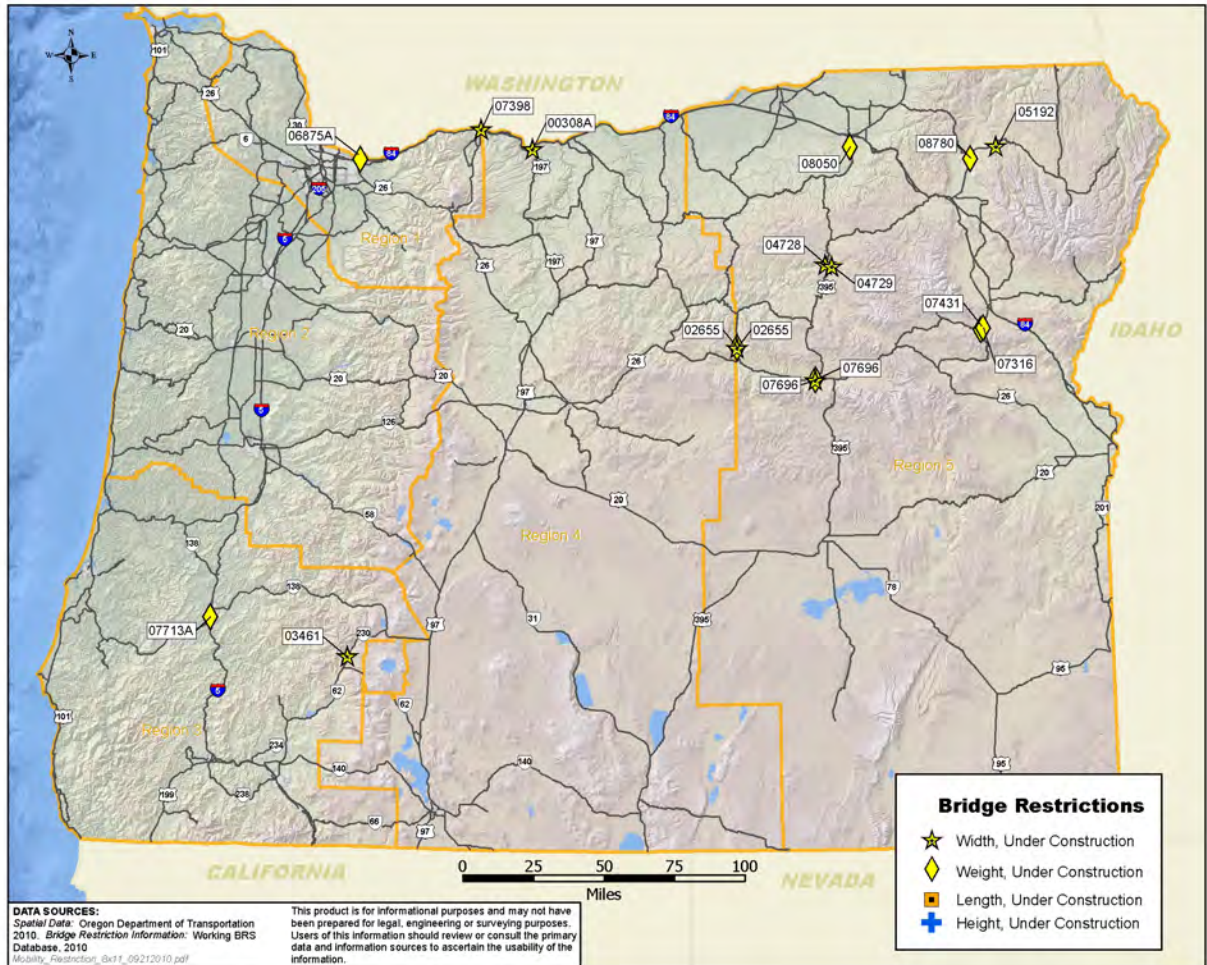 N
W E
S
101
26
WASHINGTON
07398
00308A
84
05192
06875A
30
6
84
197
08780
08050
205
26
5
Region 1
97
04728
26
197
395
04729
07431
84
IDAHO
20
Region 2
02655
02655
07316
26
20
20
97
07696
07696
26
5
126
395
Region 5
20
20
201
58
Region 4
138
78
138
395
07713A
03461
230
97
31
95
62
5
101
62
Region 3
234
140
140
95
199
238
66
97
Bridge Restrictions
Width, Under Construction
Weight, Under Construction
Length, Under Construction
Height, Under Construction
CALIFORNIA
0 25 50 75 100
Miles
NEVADA
DATA SOURCES:
Spatial Data: Oregon Department of Transportation
2010. Bridge Restriction Information: Working BRS
Database, 2010
Mobility_Restriction_8x11_09212010.pdf
This product is for informational purposes and may not have
been prepared for legal, engineering or surveying purposes.
Users of this information should review or consult the primary
data and information sources to ascertain the usability of the
information.